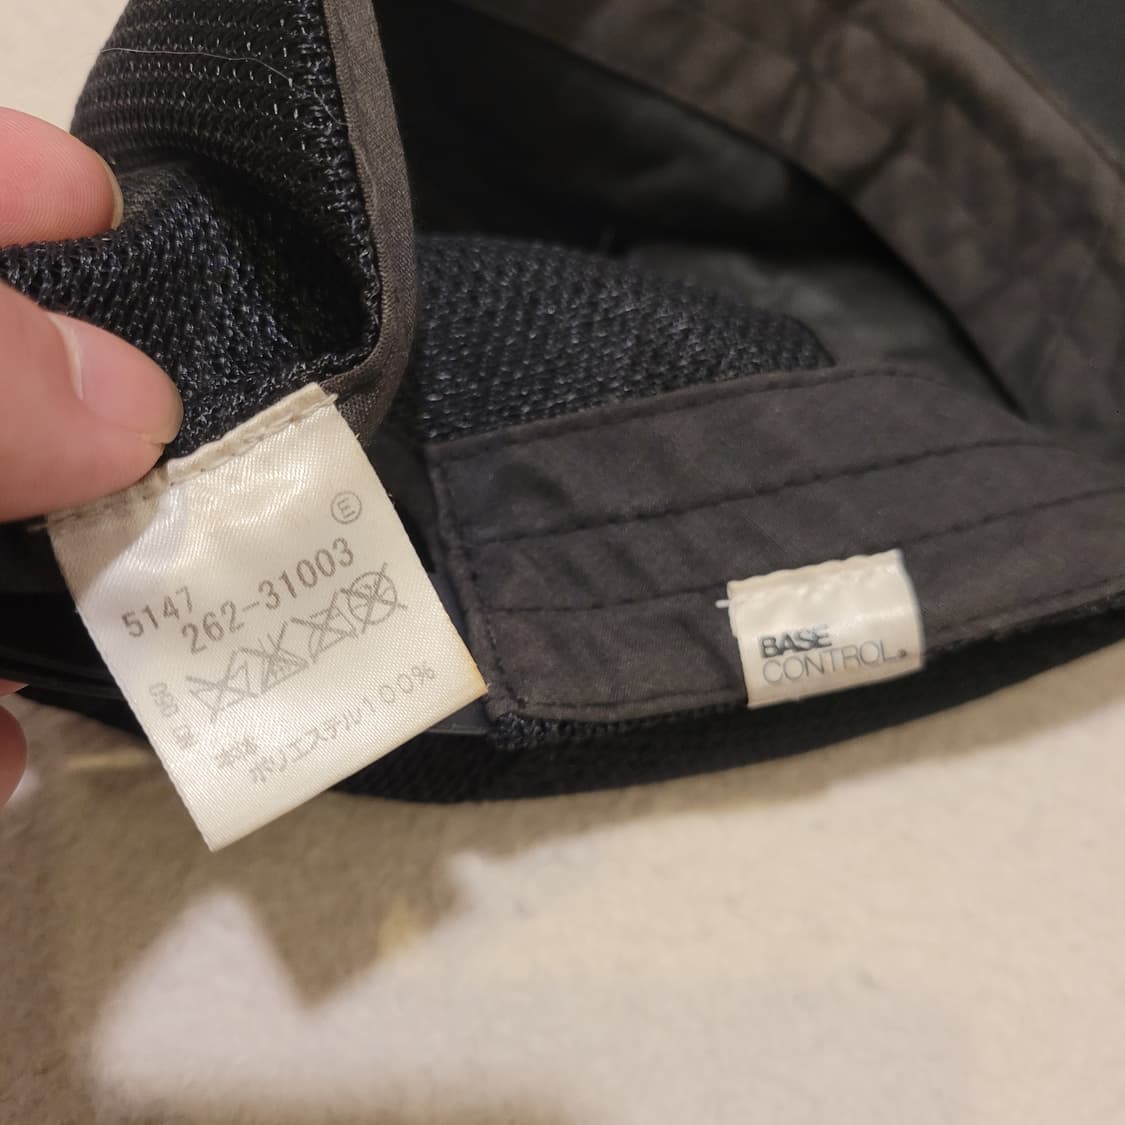 Ⓔ
5147
262-31003
本体
ポリエステル100%
BASE
CONTROL.